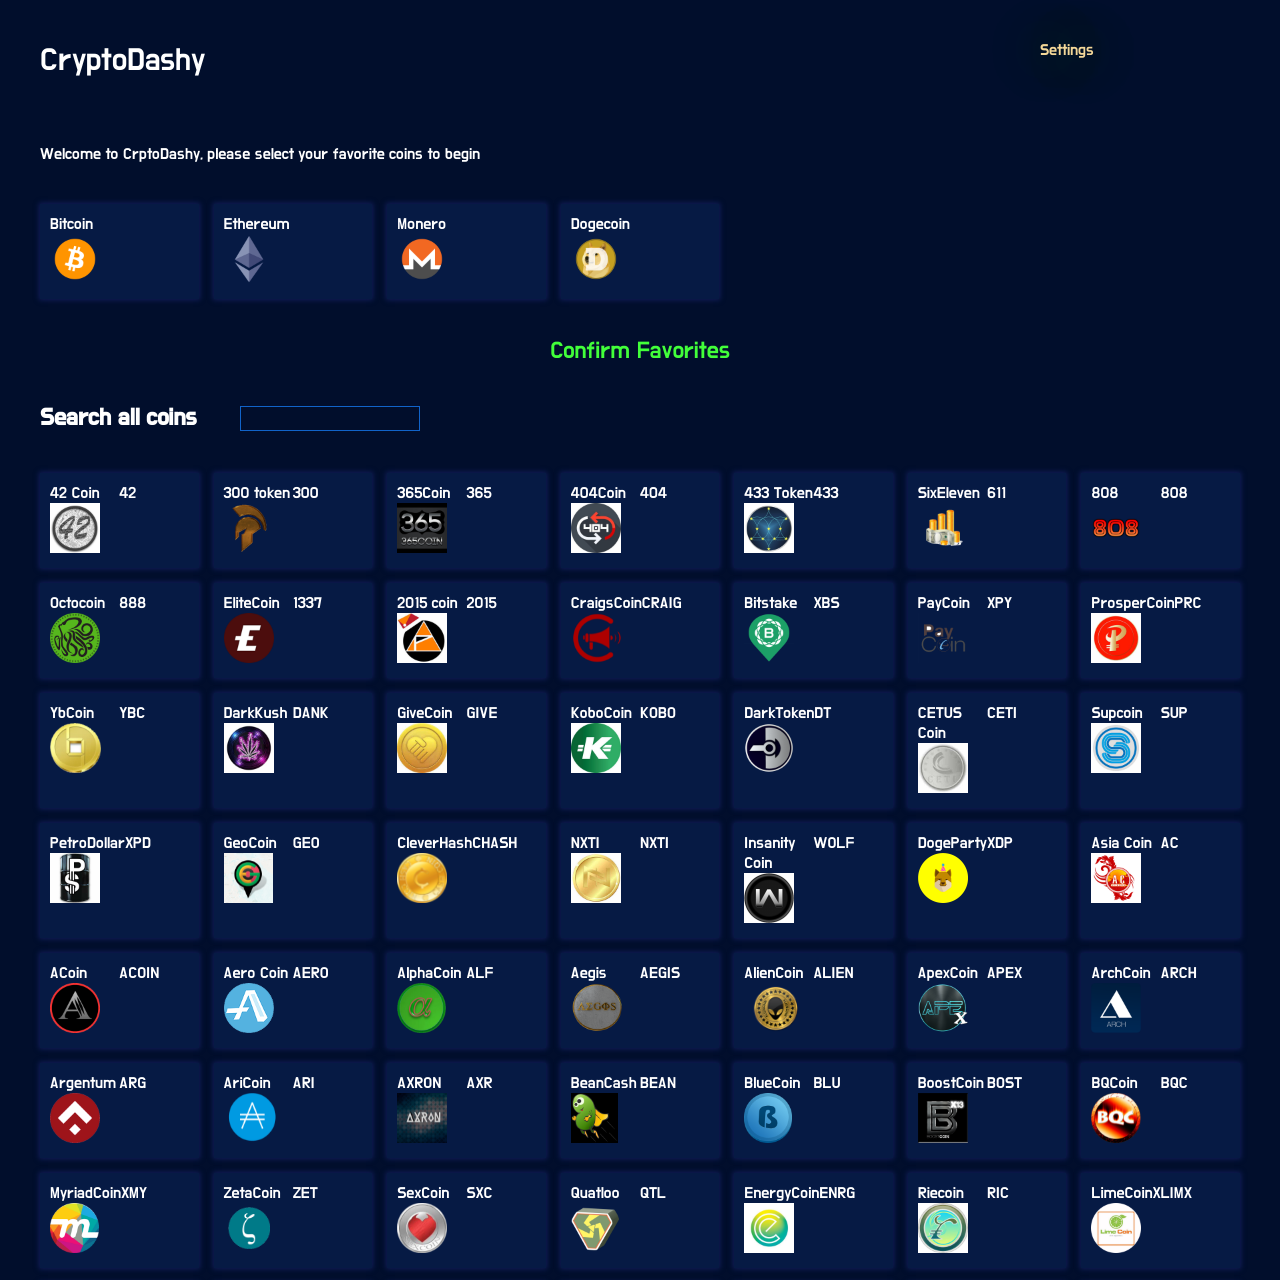 CryptoDashy
Settings
Welcome to CrptoDashy, please select your favorite coins to begin
Bitcoin Ethereum Monero Dogecoin
Confirm Favorites
Search all coins
42 Coin 42 300 token 300 365Coin 365 404Coin 404 433 Token 433 SixEleven 611 808 808
42 365 365COIN 404 808
Octocoin 888 EliteCoin 1337 2015 coin 2015 CraigsCoin CRAIG Bitstake XBS PayCoin XPY ProsperCoin PRC
Pay Coin
YbCoin YBC DarkKush DANK GiveCoin GIVE KoboCoin KOBO DarkToken DT CETUS Coin CETI Supcoin SUP
PetroDollar XPD GeoCoin GEO CleverHash CHASH NXTI NXTI Insanity Coin WOLF DogeParty XDP Asia Coin AC
ACoin ACOIN Aero Coin AERO AlphaCoin ALF Aegis AEGIS AlienCoin ALIEN ApexCoin APEX ArchCoin ARCH
APEX ARCH
Argentum ARG AriCoin ARI AXRON AXR BeanCash BEAN BlueCoin BLU BoostCoin BOST BQCoin BQC
AXRON X13 BQC
MyriadCoin XMY ZetaCoin ZET SexCoin SXC Quatloo QTL EnergyCoin ENRG Riecoin RIC LimeCoinX LIMX
Lime Coin